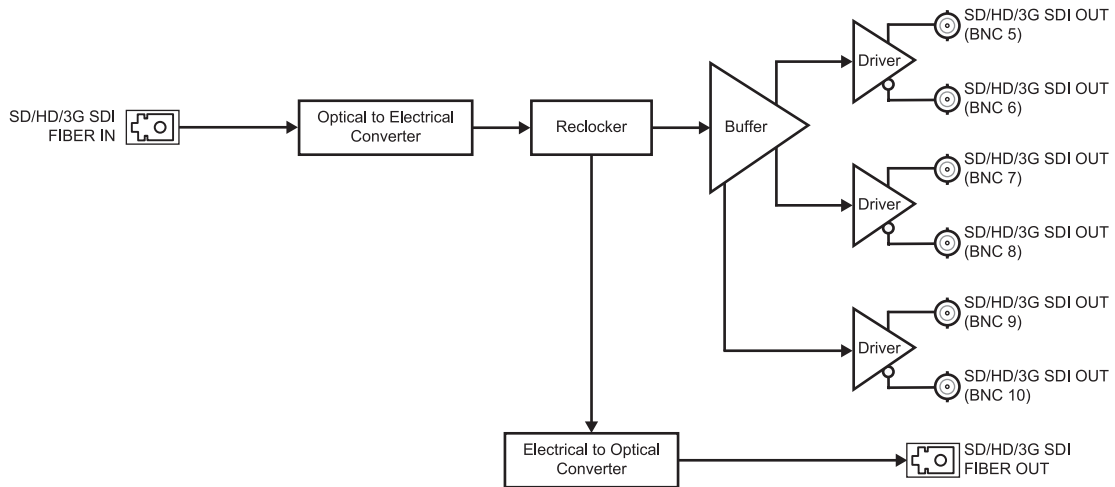 SD/HD/3G SDI
FIBER IN
Optical to Electrical
Converter
Reclocker
Buffer
Driver
SD/HD/3G SDI OUT
(BNC 5)
SD/HD/3G SDI OUT
(BNC 6)
Driver
SD/HD/3G SDI OUT
(BNC 7)
SD/HD/3G SDI OUT
(BNC 8)
Driver
SD/HD/3G SDI OUT
(BNC 9)
SD/HD/3G SDI OUT
(BNC 10)
Electrical to Optical
Converter
SD/HD/3G SDI
FIBER OUT